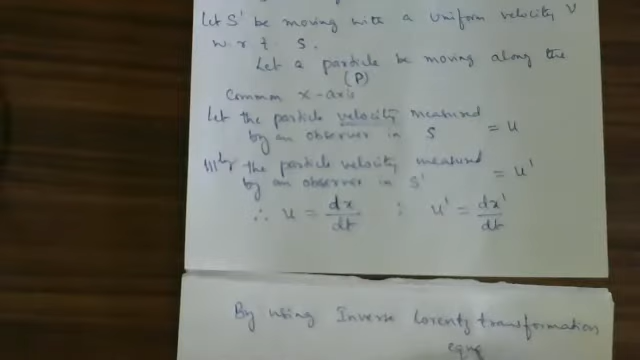 Let S' be moving with a uniform velocity v
w.r.t. S.
Let a particle be moving along the
(P)
Common x-axis
Let the particle velocity measured
by an observer in S = u
lllly the particle velocity measured
by an observer in S' = u'
∴ u = dx/dt ; u' = dx'/dt'
By using Inverse Lorentz transformation
eqns